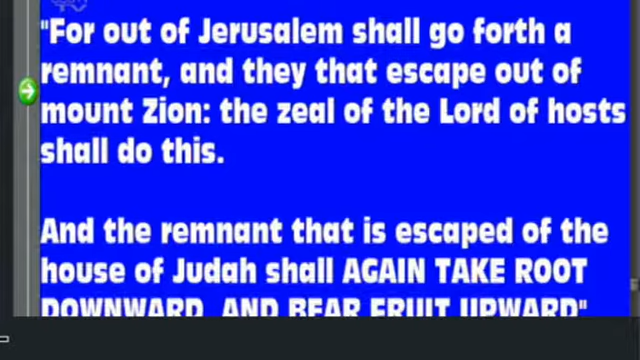 "For out of Jerusalem shall go forth a
remnant, and they that escape out of
mount Zion: the zeal of the Lord of hosts
shall do this.
And the remnant that is escaped of the
house of Judah shall AGAIN TAKE ROOT
DOWNWARD, AND BEAR FRUIT UPWARD"